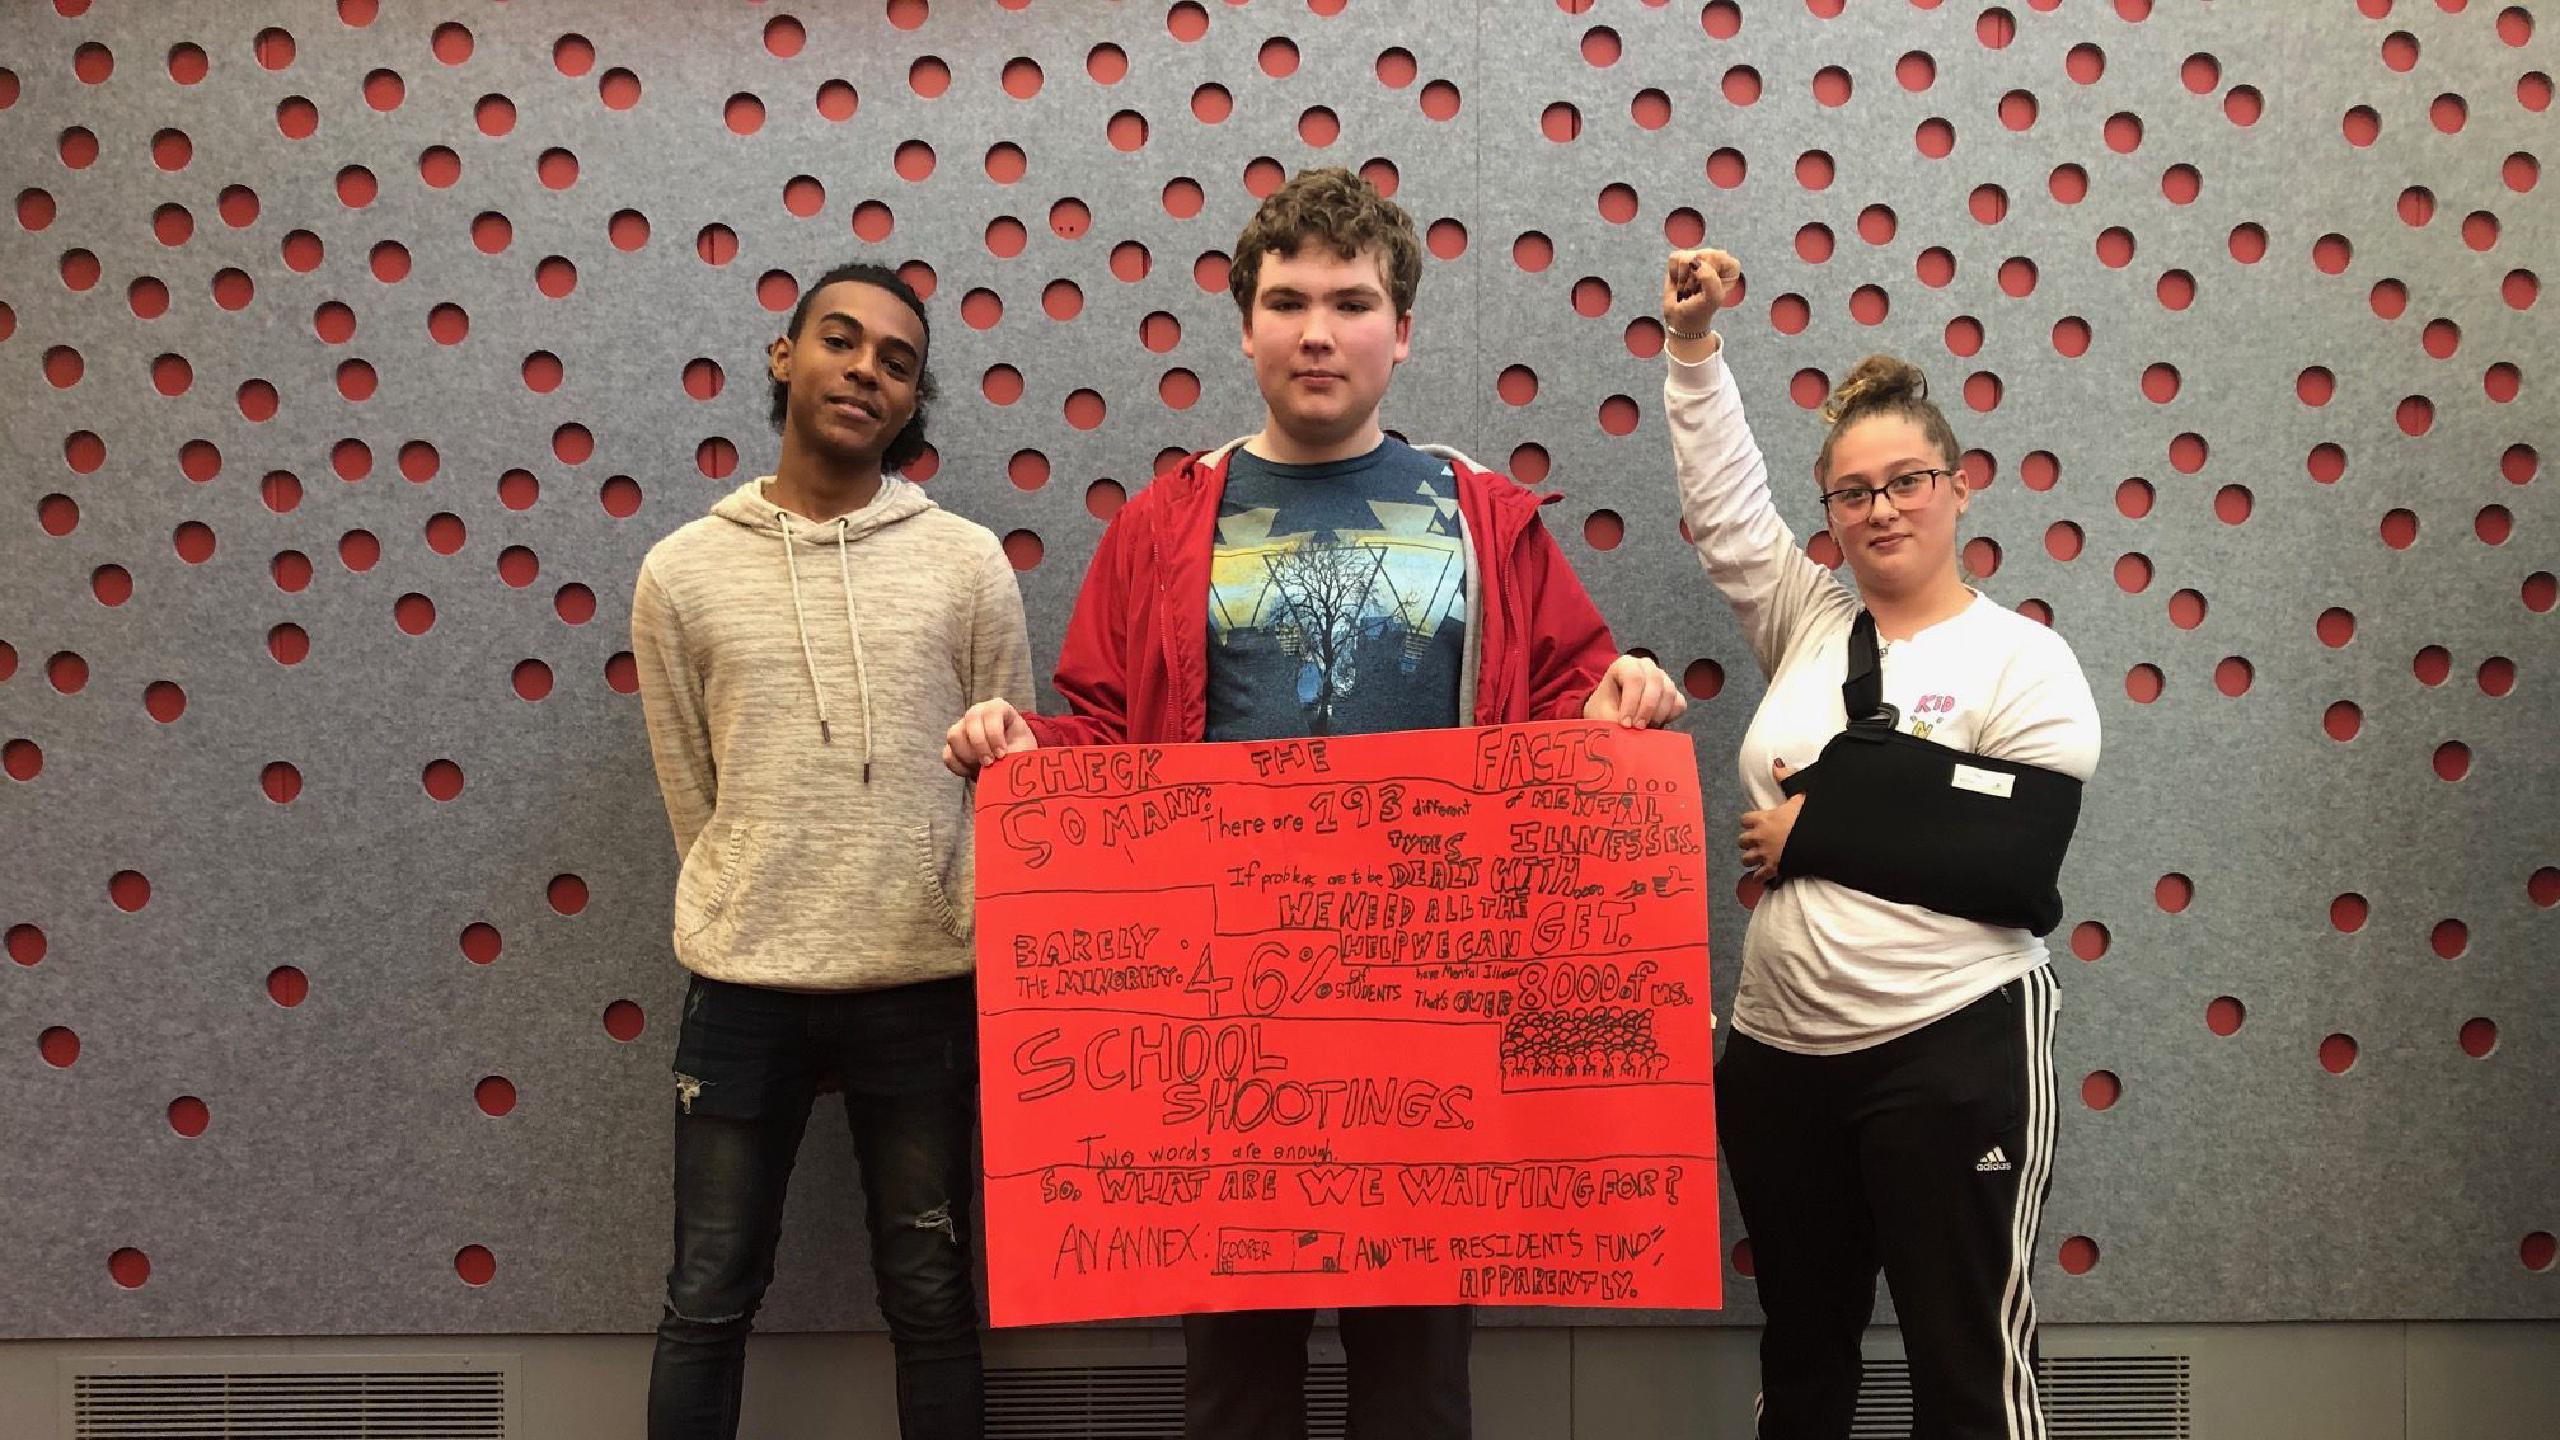 CHECK THE FACTS...
SO MANY: There are 193 different TYPES of MENTAL ILLNESSES.
If problems are to be DEALT WITH....
WE NEED ALL THE HELP WE CAN GET.
BARELY THE MINORITY: 46% of STUDENTS have Mental Illness
That's OVER 8000 of us.
SCHOOL SHOOTINGS.
Two words are enough.
So, WHAT ARE WE WAITING FOR?
AN ANNEX: COOPER AND "THE PRESIDENT'S FUND",
APPARENTLY.
KID
"N"
adidas